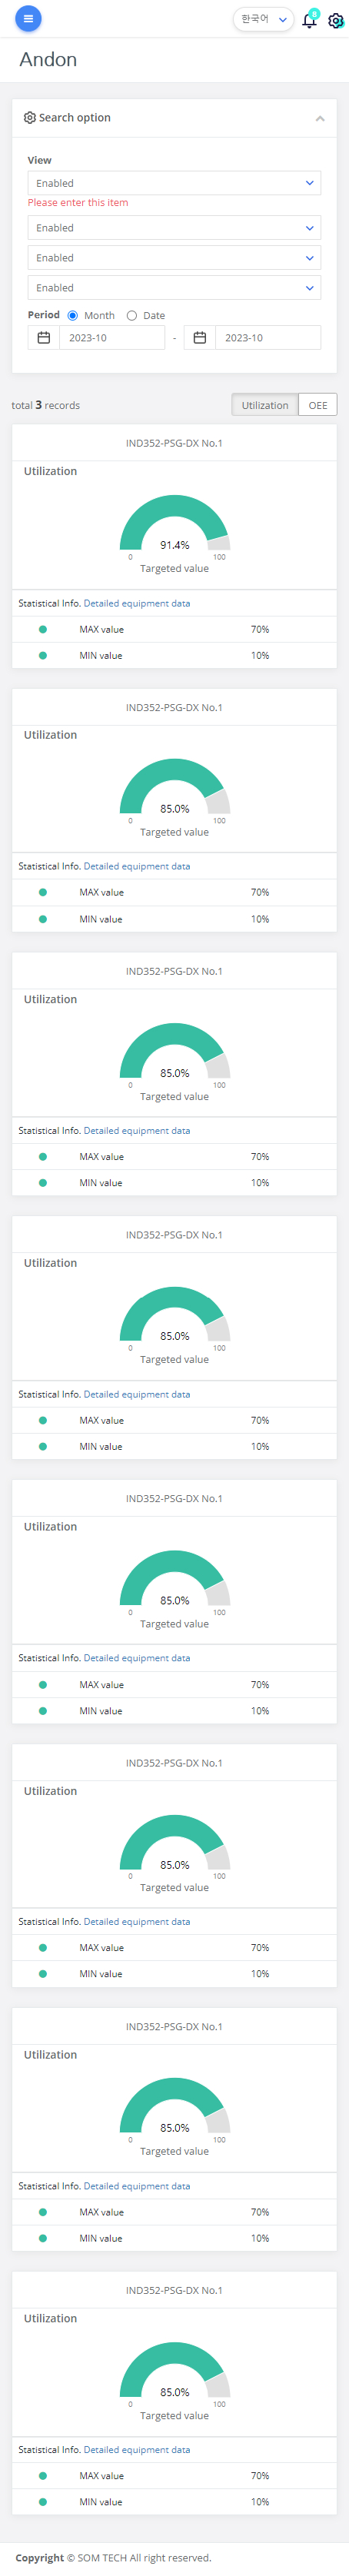 한국어
8
Andon
Search option
View
Enabled
Please enter this item
Enabled
Enabled
Enabled
Period Month Date
2023-10 - 2023-10
total 3 records
Utilization OEE
IND352-PSG-DX No.1
Utilization
91.4%
0 100
Targeted value
Statistical Info. Detailed equipment data
MAX value 70%
MIN value 10%
IND352-PSG-DX No.1
Utilization
85.0%
0 100
Targeted value
Statistical Info. Detailed equipment data
MAX value 70%
MIN value 10%
IND352-PSG-DX No.1
Utilization
85.0%
0 100
Targeted value
Statistical Info. Detailed equipment data
MAX value 70%
MIN value 10%
IND352-PSG-DX No.1
Utilization
85.0%
0 100
Targeted value
Statistical Info. Detailed equipment data
MAX value 70%
MIN value 10%
IND352-PSG-DX No.1
Utilization
85.0%
0 100
Targeted value
Statistical Info. Detailed equipment data
MAX value 70%
MIN value 10%
IND352-PSG-DX No.1
Utilization
85.0%
0 100
Targeted value
Statistical Info. Detailed equipment data
MAX value 70%
MIN value 10%
IND352-PSG-DX No.1
Utilization
85.0%
0 100
Targeted value
Statistical Info. Detailed equipment data
MAX value 70%
MIN value 10%
IND352-PSG-DX No.1
Utilization
85.0%
0 100
Targeted value
Statistical Info. Detailed equipment data
MAX value 70%
MIN value 10%
Copyright © SOM TECH All right reserved.